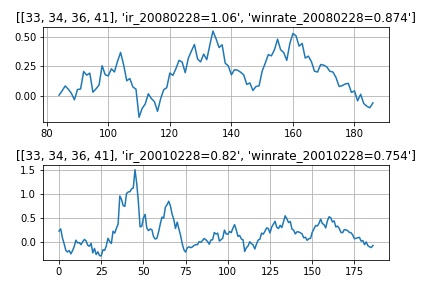 [[33, 34, 36, 41], 'ir_20080228=1.06', 'winrate_20080228=0.874']
0.50
0.25
0.00
80 100 120 140 160 180
[[33, 34, 36, 41], 'ir_20010228=0.82', 'winrate_20010228=0.754']
1.5
1.0
0.5
0.0
0 25 50 75 100 125 150 175